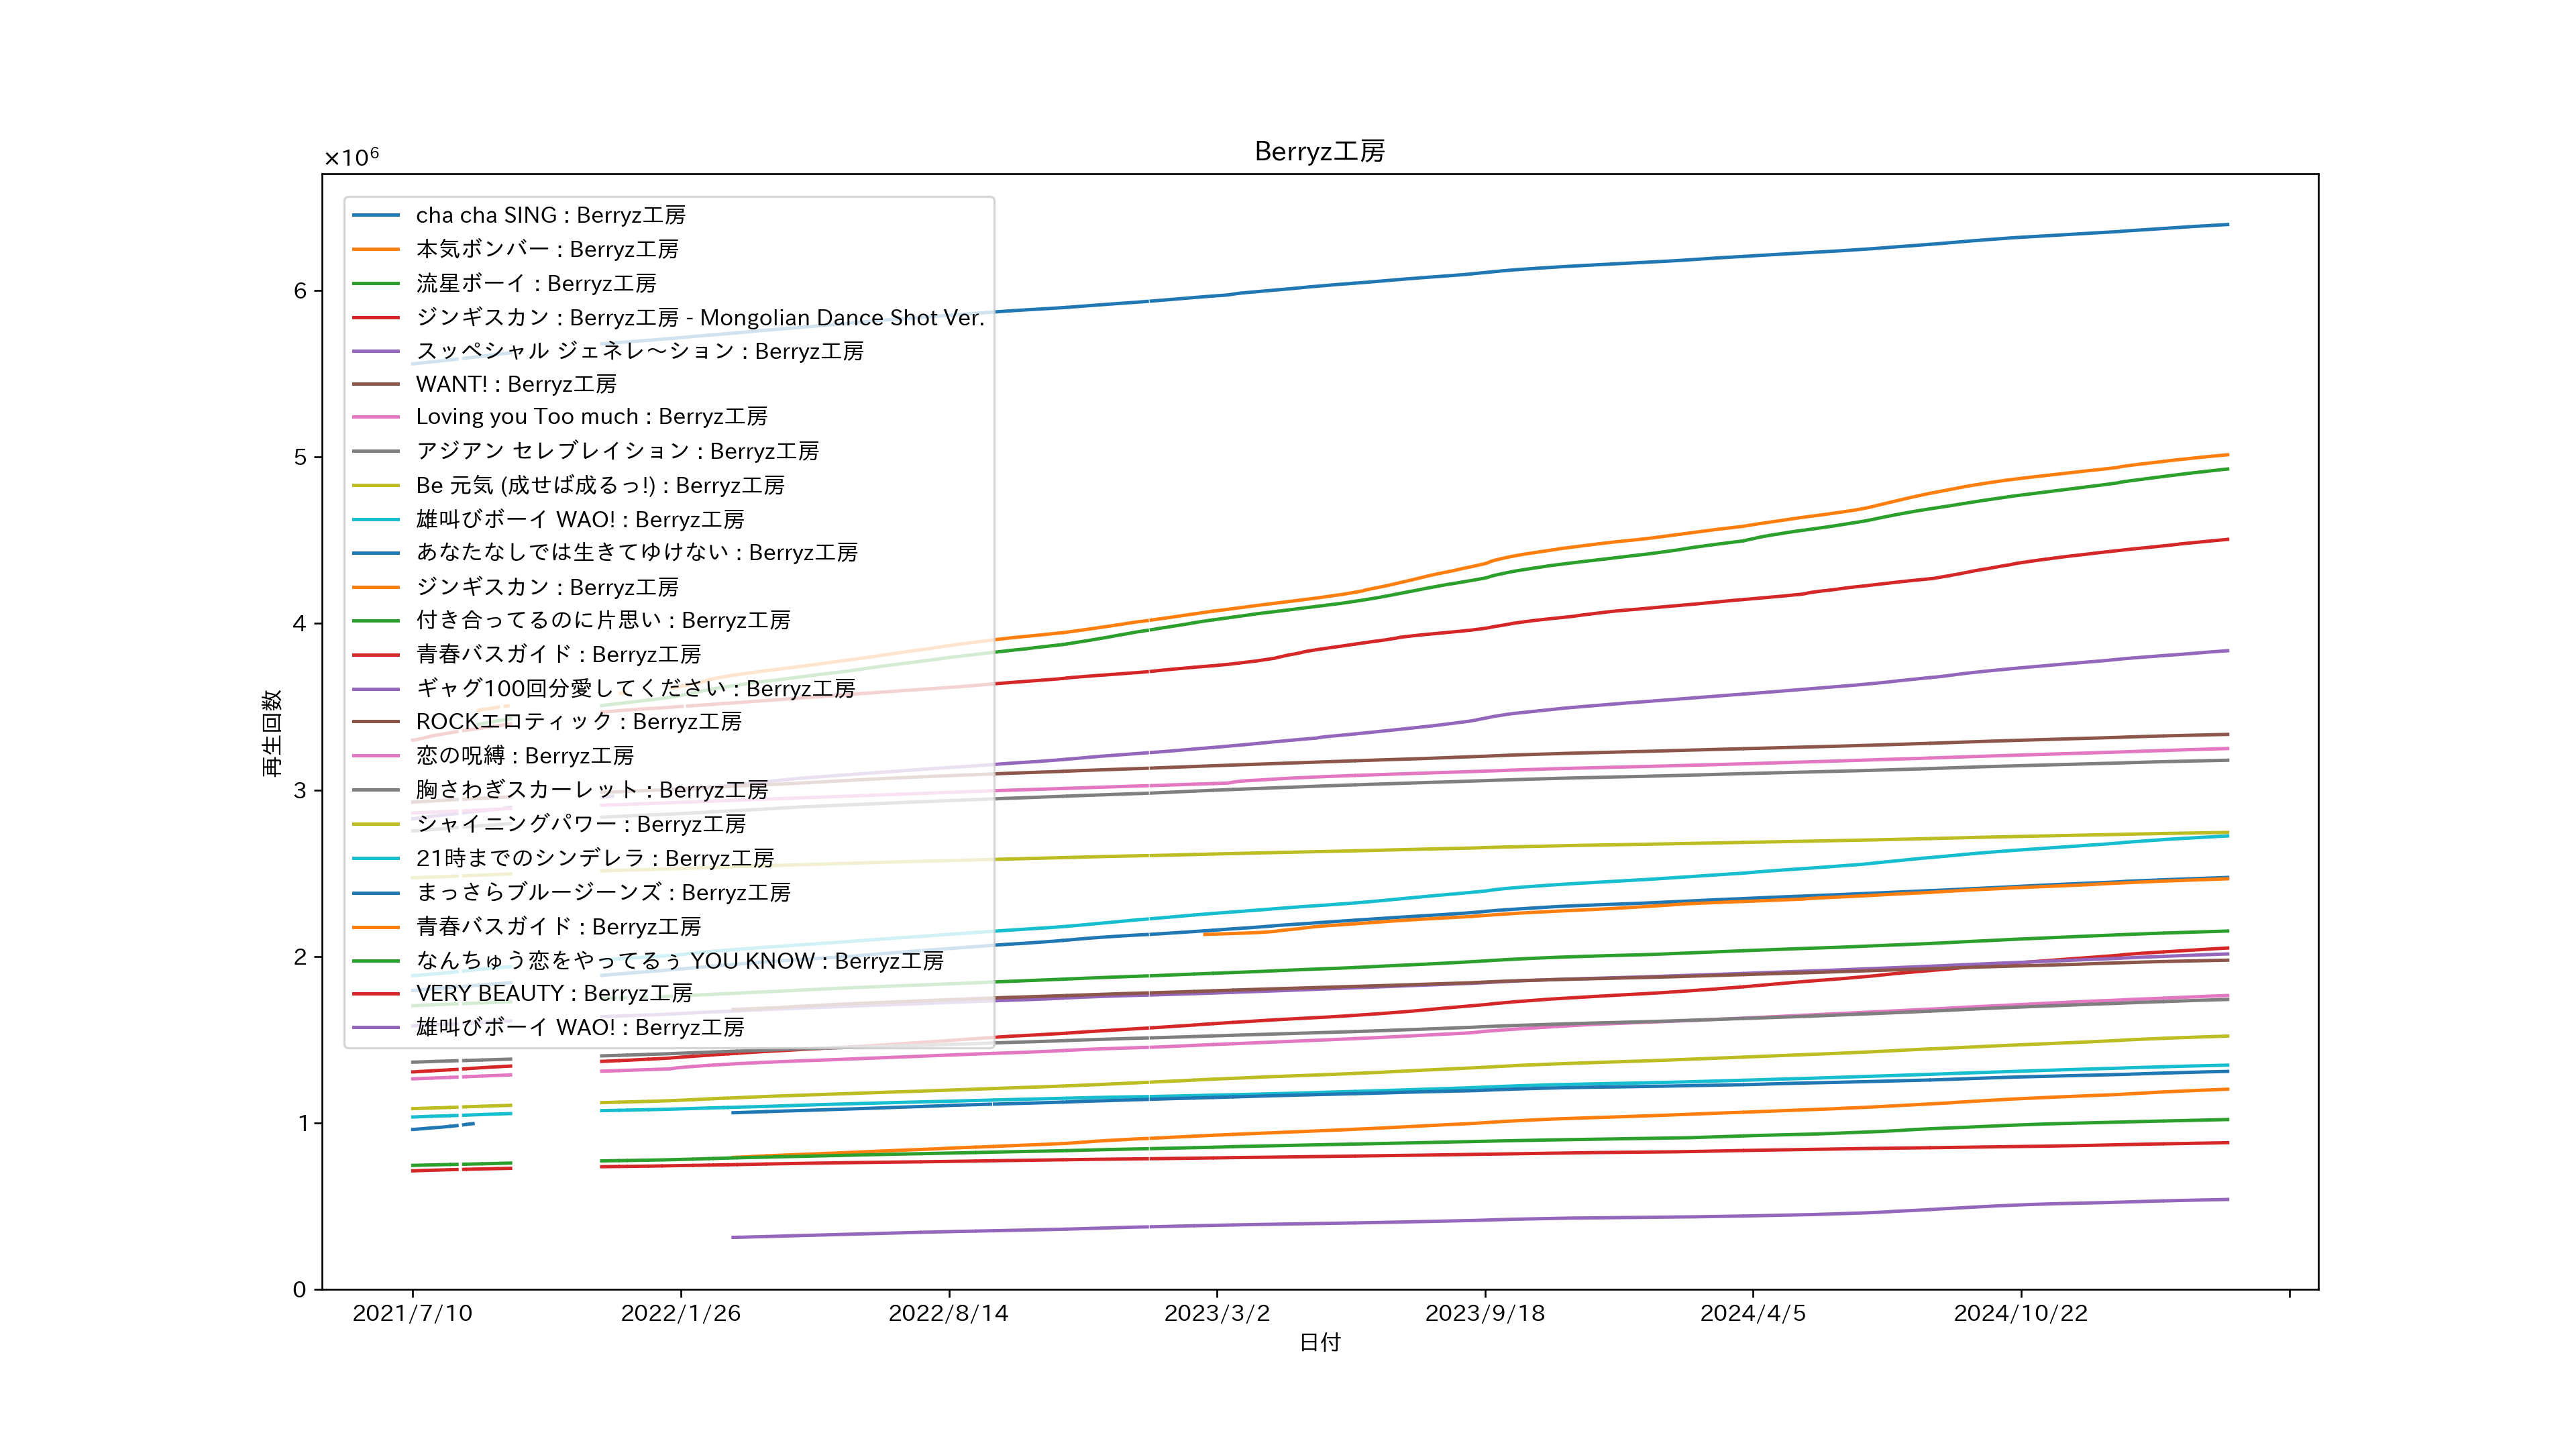 Berryz工房
×10⁶
cha cha SING : Berryz工房
本気ボンバー : Berryz工房
流星ボーイ : Berryz工房
ジンギスカン : Berryz工房 - Mongolian Dance Shot Ver.
スッペシャル ジェネレ～ション : Berryz工房
WANT! : Berryz工房
Loving you Too much : Berryz工房
アジアン セレブレイション : Berryz工房
Be 元気 (成せば成るっ!) : Berryz工房
雄叫びボーイ WAO! : Berryz工房
あなたなしでは生きてゆけない : Berryz工房
ジンギスカン : Berryz工房
付き合ってるのに片思い : Berryz工房
青春バスガイド : Berryz工房
ギャグ100回分愛してください : Berryz工房
ROCKエロティック : Berryz工房
恋の呪縛 : Berryz工房
胸さわぎスカーレット : Berryz工房
シャイニングパワー : Berryz工房
21時までのシンデレラ : Berryz工房
まっさらブルージーンズ : Berryz工房
青春バスガイド : Berryz工房
なんちゅう恋をやってるぅ YOU KNOW : Berryz工房
VERY BEAUTY : Berryz工房
雄叫びボーイ WAO! : Berryz工房
6
5
4
3
2
1
0
再生回数
2021/7/10 2022/1/26 2022/8/14 2023/3/2 2023/9/18 2024/4/5 2024/10/22
日付